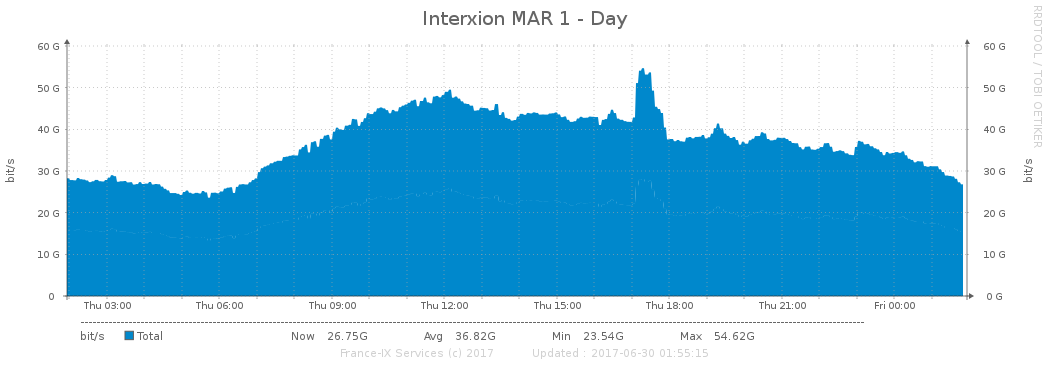 Interxion MAR 1 - Day
RRDTOOL / TOBI OETIKER
bit/s
60 G
50 G
40 G
30 G
20 G
10 G
0
60 G
50 G
40 G
30 G
20 G
10 G
0 G
bit/s
Thu 03:00 Thu 06:00 Thu 09:00 Thu 12:00 Thu 15:00 Thu 18:00 Thu 21:00 Fri 00:00
bit/s Total Now 26.75G Avg 36.82G Min 23.54G Max 54.62G
France-IX Services (c) 2017 Updated : 2017-06-30 01:55:15